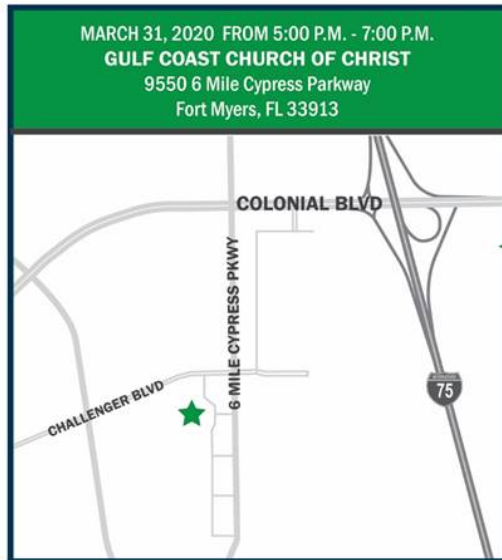 MARCH 31, 2020 FROM 5:00 P.M. - 7:00 P.M.
GULF COAST CHURCH OF CHRIST
9550 6 Mile Cypress Parkway
Fort Myers, FL 33913
COLONIAL BLVD
6 MILE CYPRESS PKWY
75
CHALLENGER BLVD